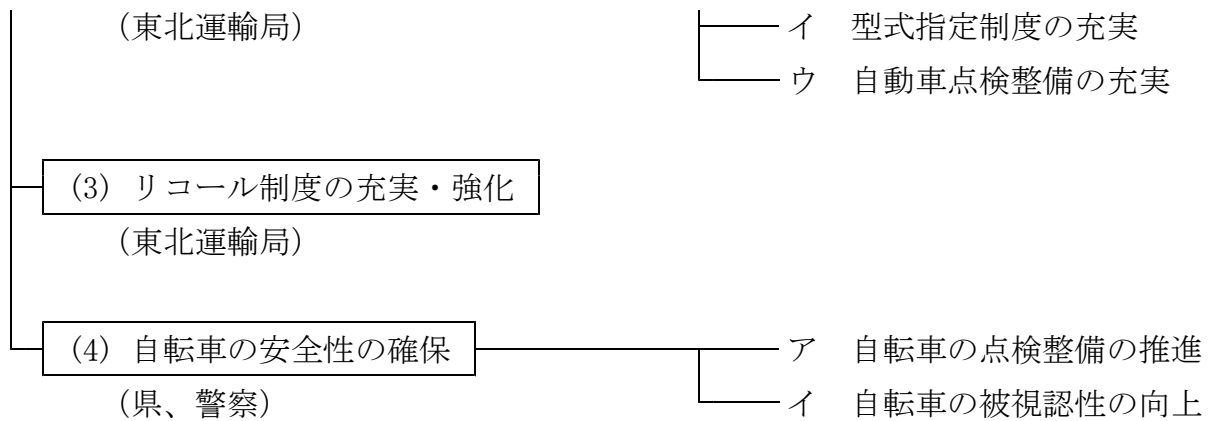 （東北運輸局） イ 型式指定制度の充実
ウ 自動車点検整備の充実
(3) リコール制度の充実・強化
（東北運輸局）
(4) 自転車の安全性の確保 ア 自転車の点検整備の推進
（県、警察） イ 自転車の被視認性の向上